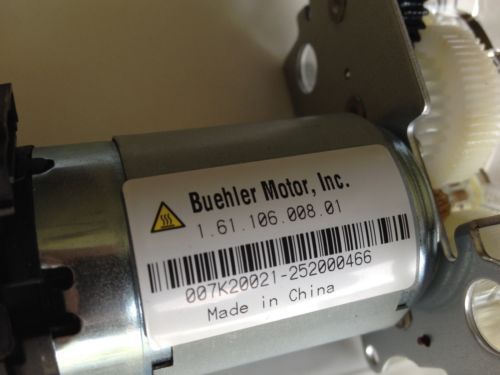 Buehler Motor, Inc.
1.61.106.008.01
007K20021-252000466
Made in China